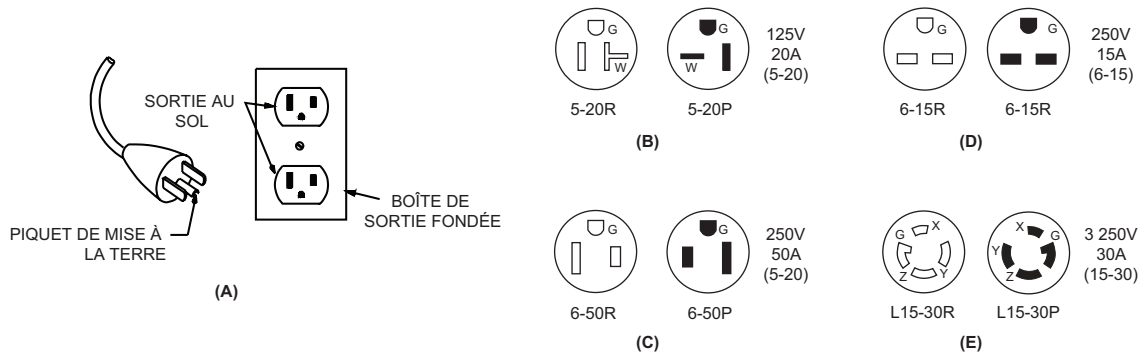 SORTIE AU
SOL
PIQUET DE MISE À
LA TERRE
BOÎTE DE
SORTIE FONDÉE
(A)
G
W
5-20R
G
W
5-20P
125V
20A
(5-20)
(B)
G
6-50R
G
6-50P
250V
50A
(5-20)
(C)
G
6-15R
G
6-15R
250V
15A
(6-15)
(D)
G
X
Z
Y
L15-30R
X
G
Y
Z
L15-30P
3 250V
30A
(15-30)
(E)